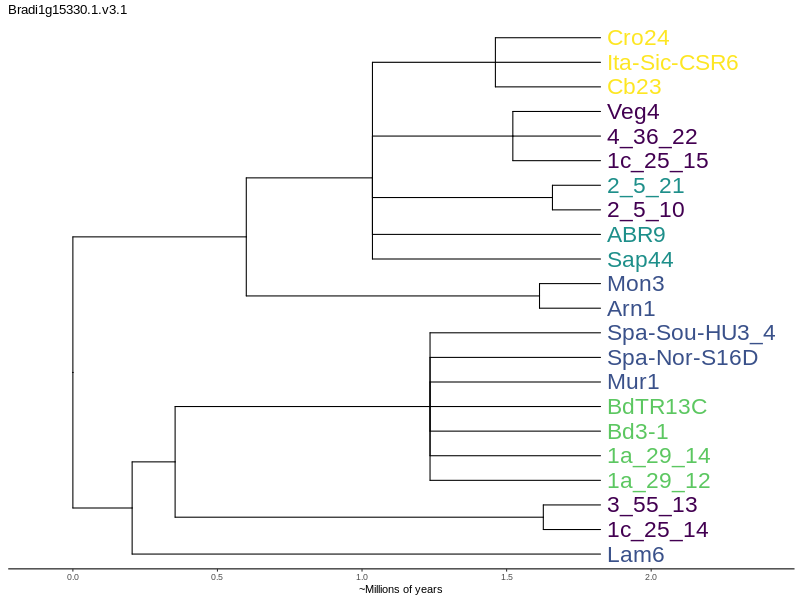 Bradi1g15330.1.v3.1
Cro24
Ita-Sic-CSR6
Cb23
Veg4
4_36_22
1c_25_15
2_5_21
2_5_10
ABR9
Sap44
Mon3
Arn1
Spa-Sou-HU3_4
Spa-Nor-S16D
Mur1
BdTR13C
Bd3-1
1a_29_14
1a_29_12
3_55_13
1c_25_14
Lam6
0.0 0.5 1.0 1.5 2.0
~Millions of years